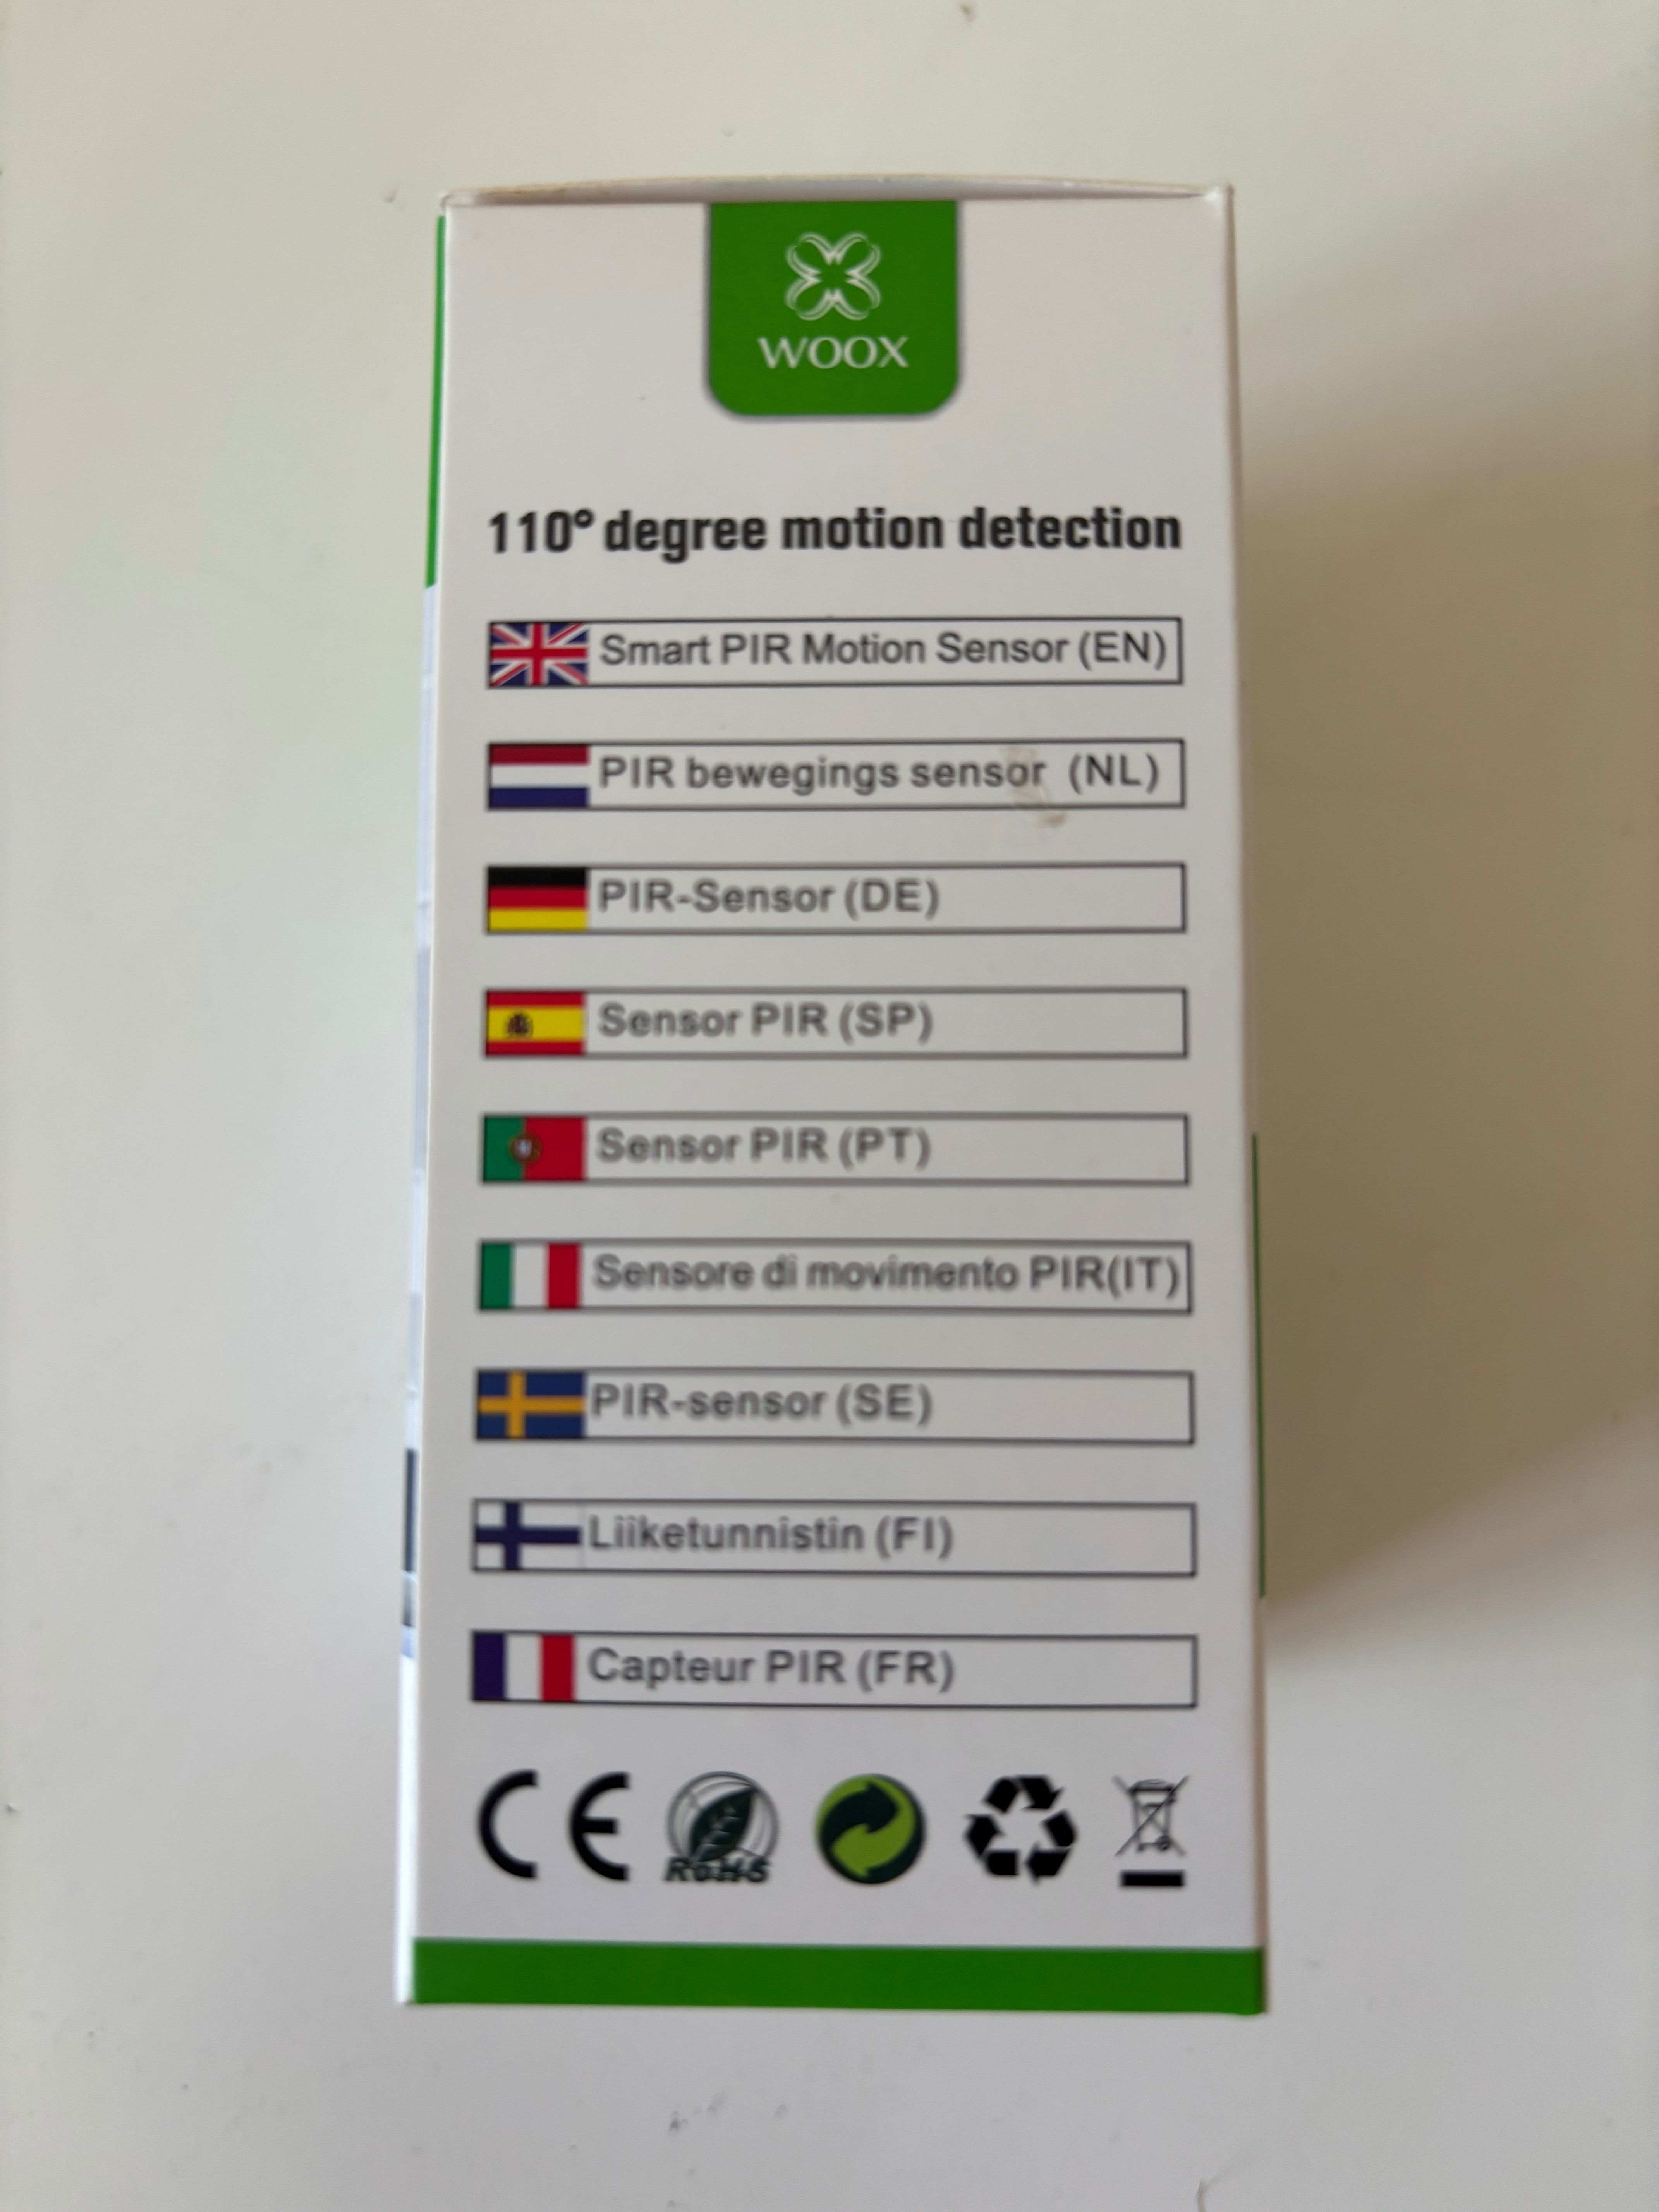 WOOX
110° degree motion detection
Smart PIR Motion Sensor (EN)
PIR bewegings sensor (NL)
PIR-Sensor (DE)
Sensor PIR (SP)
Sensor PIR (PT)
Sensore di movimento PIR(IT)
PIR-sensor (SE)
Liiketunnistin (FI)
Capteur PIR (FR)
CE RoHS